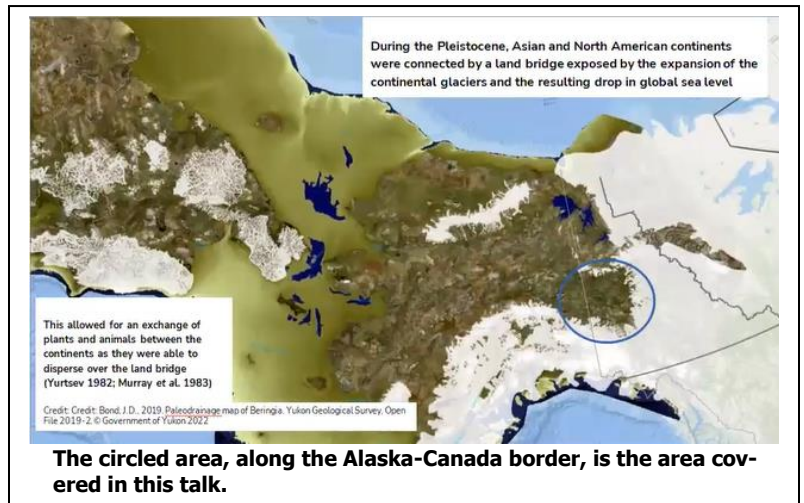 During the Pleistocene, Asian and North American continents
were connected by a land bridge exposed by the expansion of the
continental glaciers and the resulting drop in global sea level
This allowed for an exchange of
plants and animals between the
continents as they were able to
disperse over the land bridge
(Yurtsev 1982; Murray et al. 1983)
Credit: Credit: Bond, J.D., 2019. Paleodrainage map of Beringia. Yukon Geological Survey, Open
File 2019-2. © Government of Yukon 2022
The circled area, along the Alaska-Canada border, is the area cov-
ered in this talk.